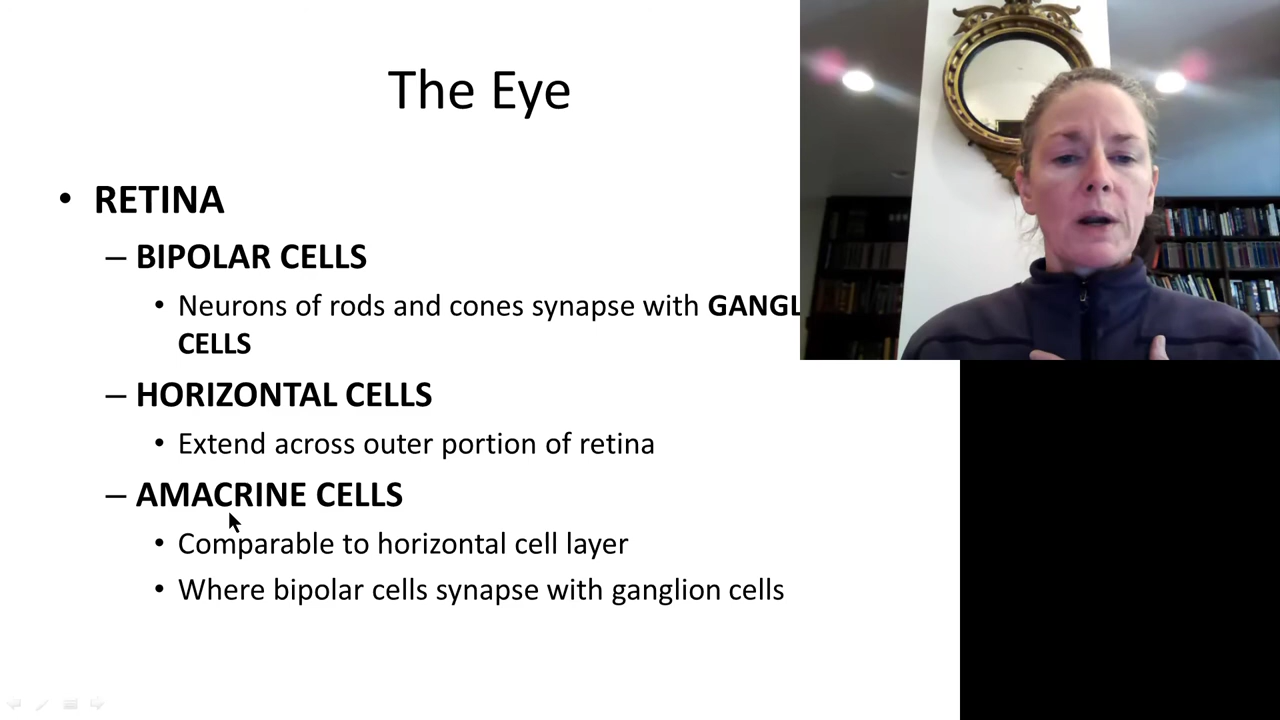 The Eye
• RETINA
– BIPOLAR CELLS
• Neurons of rods and cones synapse with
CELLS
– HORIZONTAL CELLS
• Extend across outer portion of retina
– AMACRINE CELLS
• Comparable to horizontal cell layer
• Where bipolar cells synapse with ganglion cells